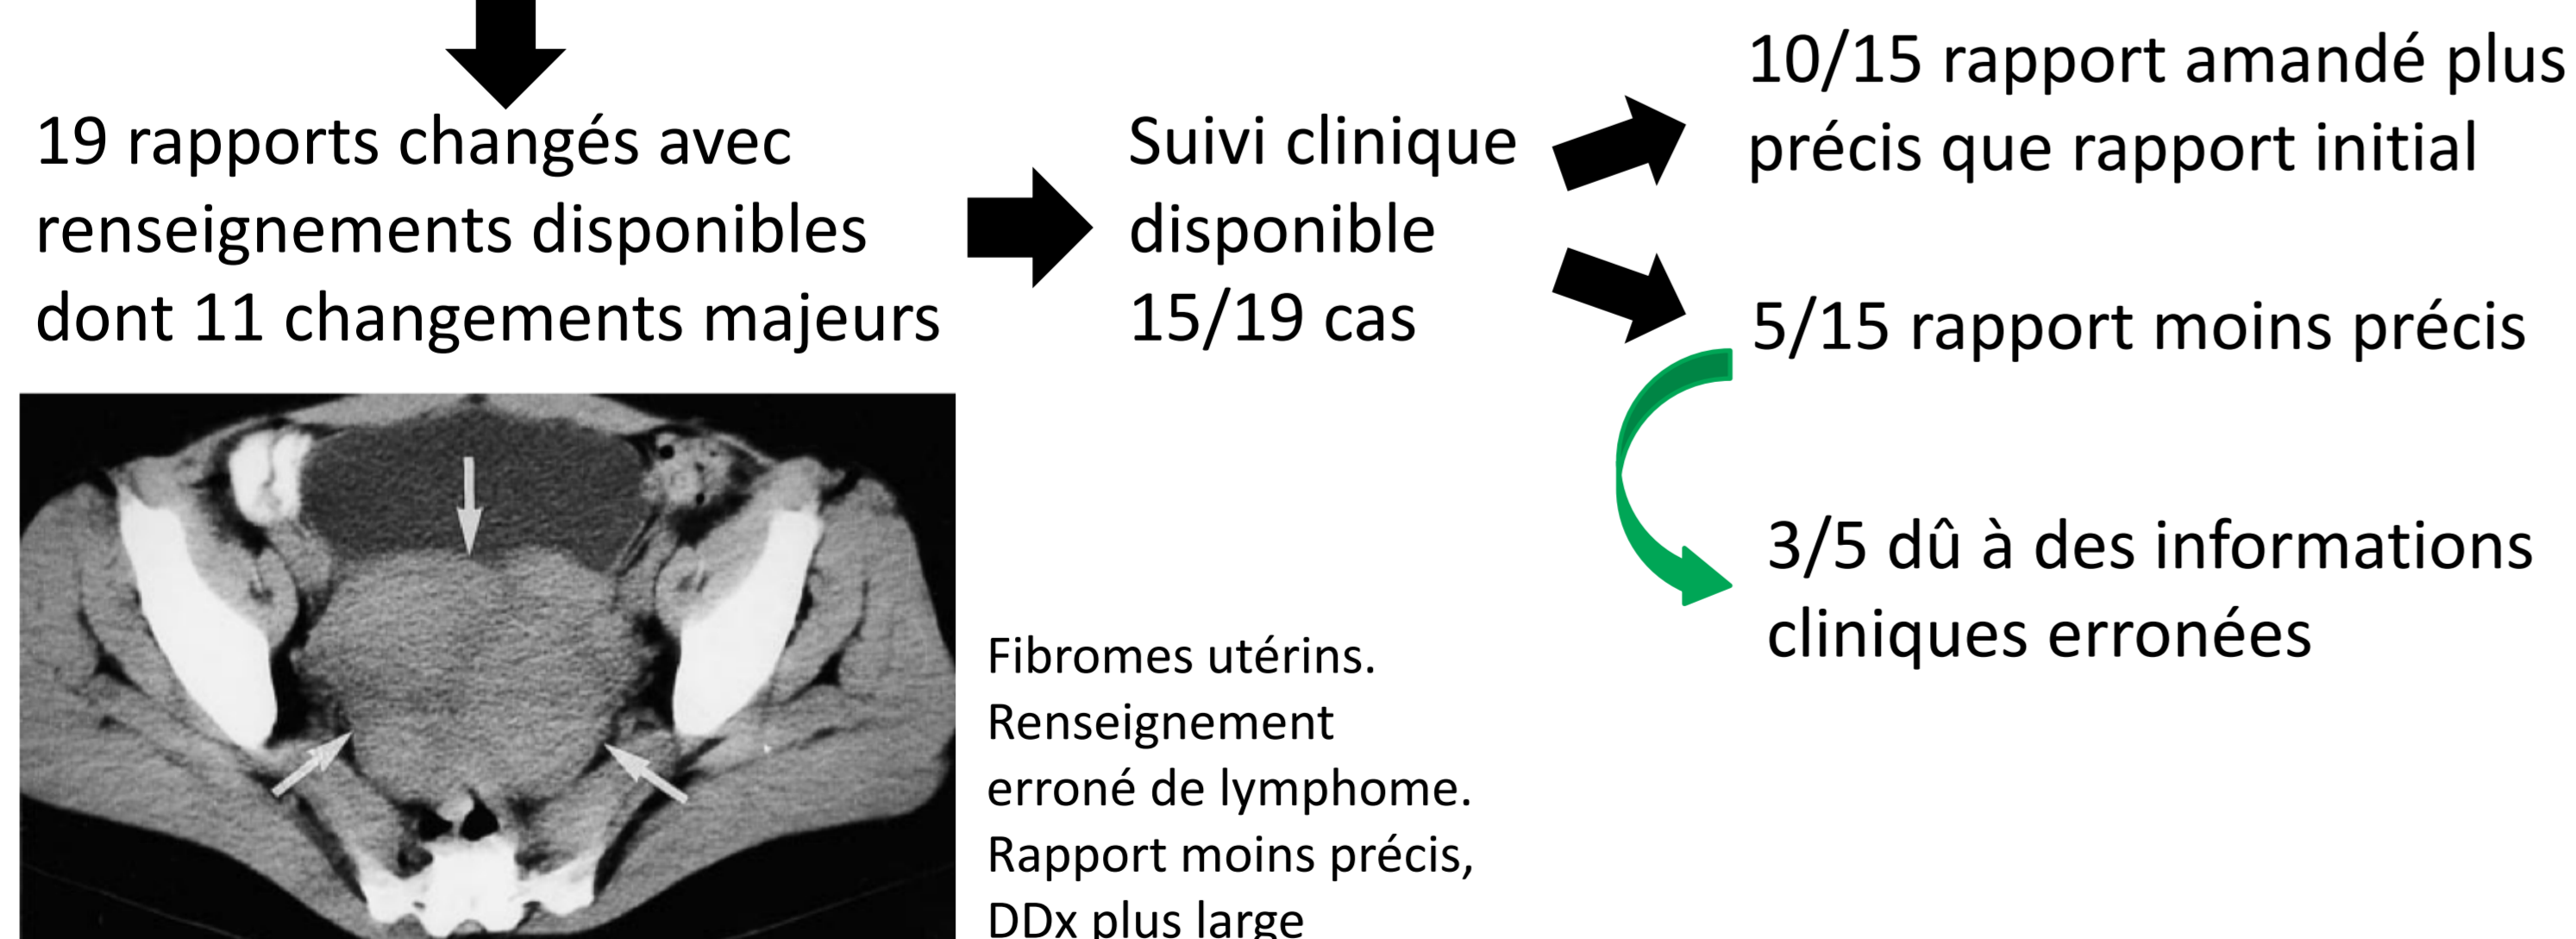 19 rapports changés avec
renseignements disponibles
dont 11 changements majeurs
Suivi clinique
disponible
15/19 cas
10/15 rapport amandé plus
précis que rapport initial
5/15 rapport moins précis
3/5 dû à des informations
cliniques erronées
Fibromes utérins.
Renseignement
erroné de lymphome.
Rapport moins précis,
DDx plus large